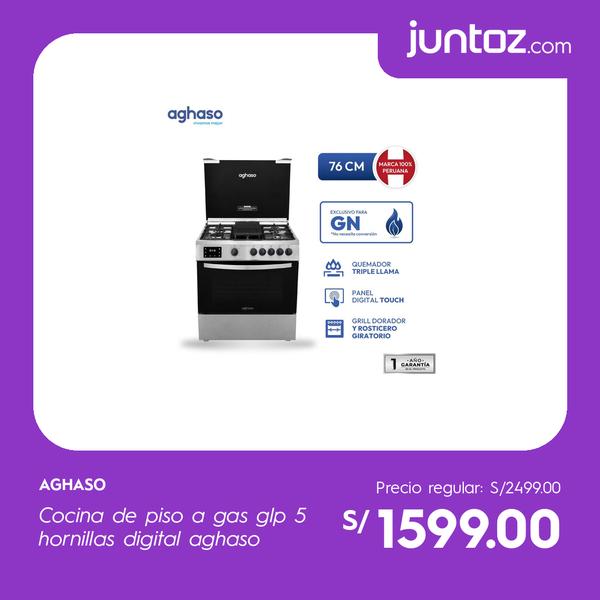 juntoz.com
aghaso
aghaso
76 CM
MARCA 100%
PERUANA
EXCLUSIVO PARA
GN
*No necesita conversión
QUEMADOR
TRIPLE LLAMA
PANEL
DIGITAL TOUCH
GRILL DORADOR
Y ROSTICERO
GIRATORIO
aghaso
1
- AÑO -
GARANTÍA
AGHASO
Cocina de piso a gas glp 5
hornillas digital aghaso
Precio regular: S/2499.00
S/ 1599.00